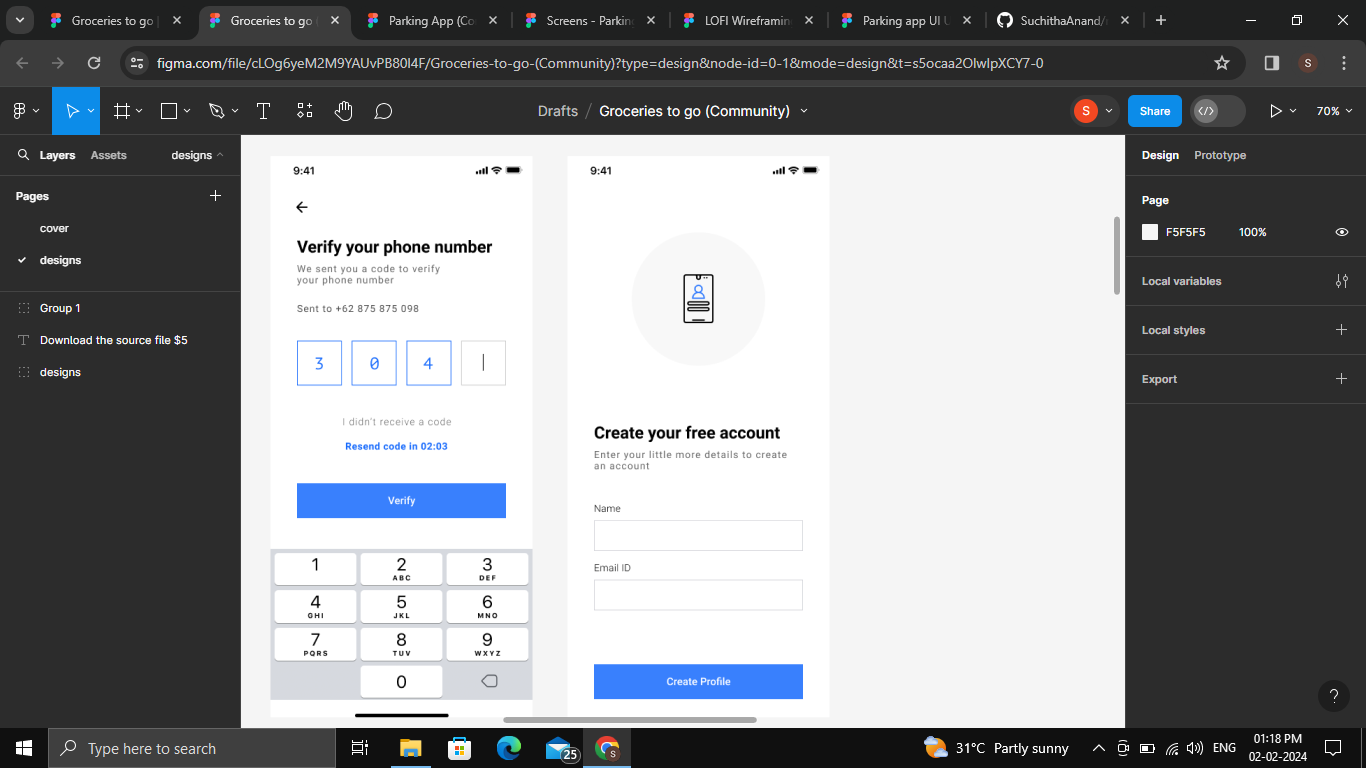 Groceries to go
Groceries to go (
Parking App (Co
Screens - Parkin
LOFI Wireframin
Parking app UI U
SuchithaAnand/
figma.com/file/cLOg6yeM2M9YAUvPB80I4F/Groceries-to-go-(Community)?type=design&node-id=0-1&mode=design&t=s5ocaa2OlwIpXCY7-0
S
Drafts / Groceries to go (Community)
S
Share
70%
Layers
Assets
designs
Pages
cover
designs
Group 1
Download the source file $5
designs
9:41
Verify your phone number
We sent you a code to verify
your phone number
Sent to +62 875 875 098
3 0 4
I didn't receive a code
Resend code in 02:03
Verify
1 2 3
ABC DEF
4 5 6
GHI JKL MNO
7 8 9
PQRS TUV WXYZ
0
9:41
Create your free account
Enter your little more details to create
an account
Name
Email ID
Create Profile
Design
Prototype
Page
F5F5F5 100%
Local variables
Local styles
Export
?
Type here to search
25
S
31°C Partly sunny
ENG
01:18 PM
02-02-2024